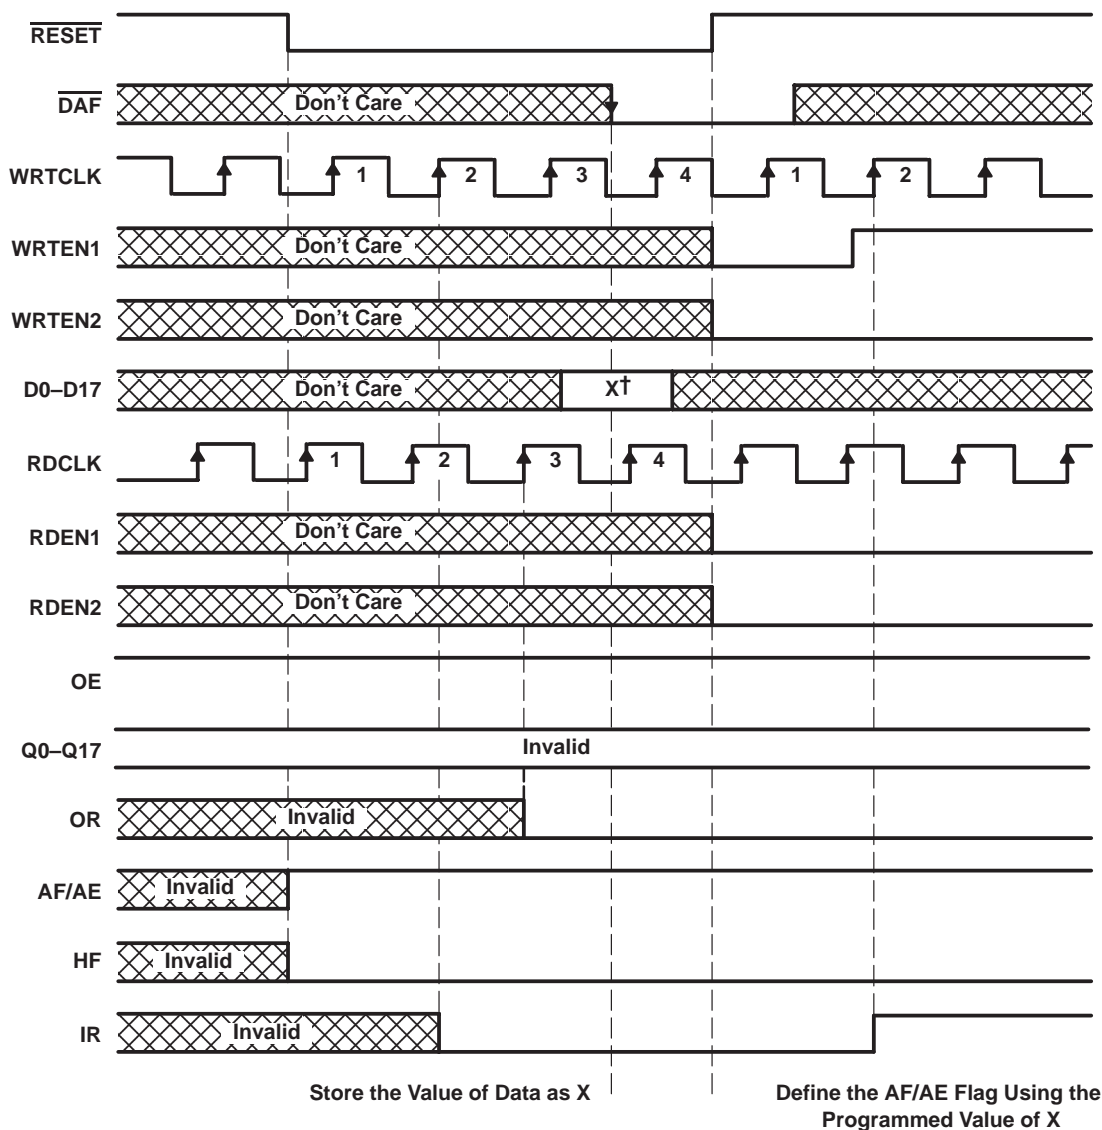 RESET
DAF
Don't Care
WRTCLK
1 2 3 4 1 2
WRTEN1
Don't Care
WRTEN2
Don't Care
D0–D17
Don't Care
X†
RDCLK
1 2 3 4
RDEN1
Don't Care
RDEN2
Don't Care
OE
Q0–Q17
Invalid
OR
Invalid
AF/AE
Invalid
HF
Invalid
IR
Invalid
Store the Value of Data as X
Define the AF/AE Flag Using the
Programmed Value of X